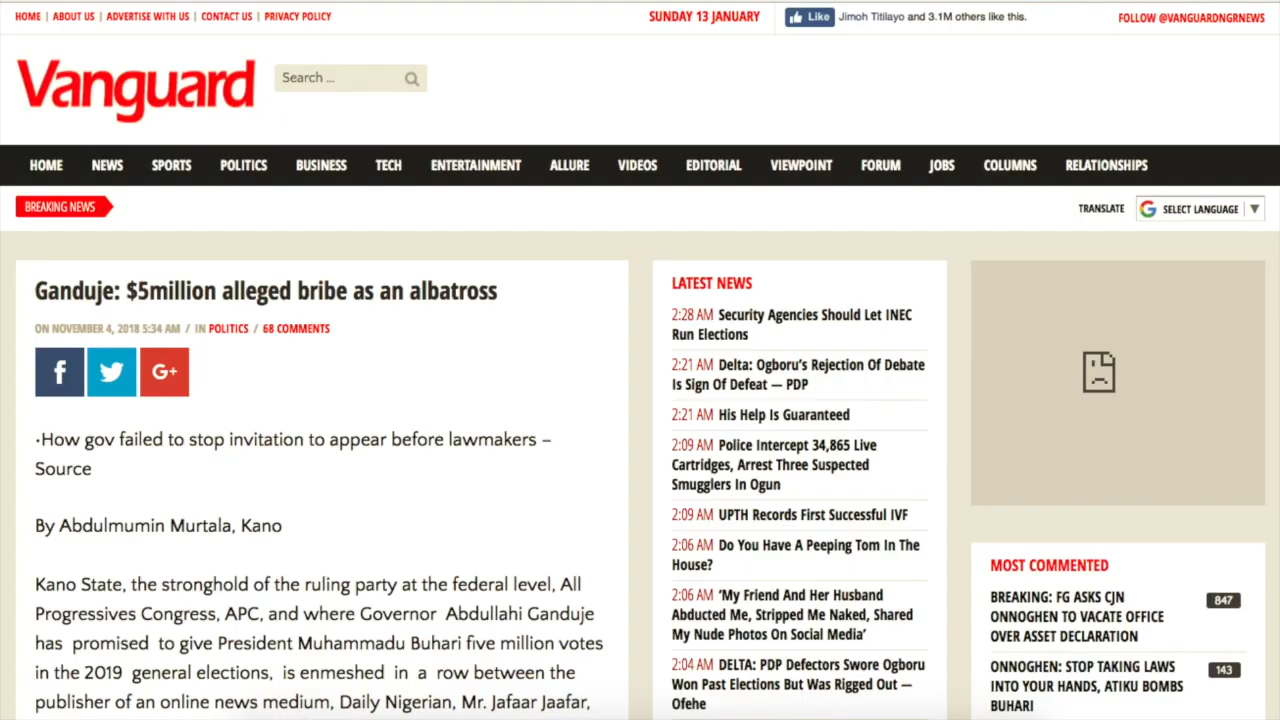 HOME | ABOUT US | ADVERTISE WITH US | CONTACT US | PRIVACY POLICY
SUNDAY 13 JANUARY
Like
Jimoh Titilayo and 3.1M others like this.
FOLLOW @VANGUARDNGRNEWS
Vanguard
Search ...
HOME NEWS SPORTS POLITICS BUSINESS TECH ENTERTAINMENT ALLURE VIDEOS EDITORIAL VIEWPOINT FORUM JOBS COLUMNS RELATIONSHIPS
BREAKING NEWS
TRANSLATE
G SELECT LANGUAGE ▼
Ganduje: $5million alleged bribe as an albatross
ON NOVEMBER 4, 2018 5:34 AM / IN POLITICS / 68 COMMENTS
f
G+
·How gov failed to stop invitation to appear before lawmakers –
Source
By Abdulmumin Murtala, Kano
Kano State, the stronghold of the ruling party at the federal level, All
Progressives Congress, APC, and where Governor Abdullahi Ganduje
has promised to give President Muhammadu Buhari five million votes
in the 2019 general elections, is enmeshed in a row between the
publisher of an online news medium, Daily Nigerian, Mr. Jafaar Jaafar,
LATEST NEWS
2:28 AM Security Agencies Should Let INEC
Run Elections
2:21 AM Delta: Ogboru's Rejection Of Debate
Is Sign Of Defeat — PDP
2:21 AM His Help Is Guaranteed
2:09 AM Police Intercept 34,865 Live
Cartridges, Arrest Three Suspected
Smugglers In Ogun
2:09 AM UPTH Records First Successful IVF
2:06 AM Do You Have A Peeping Tom In The
House?
2:06 AM ‘My Friend And Her Husband
Abducted Me, Stripped Me Naked, Shared
My Nude Photos On Social Media’
2:04 AM DELTA: PDP Defectors Swore Ogboru
Won Past Elections But Was Rigged Out —
Ofehe
MOST COMMENTED
BREAKING: FG ASKS CJN
ONNOGHEN TO VACATE OFFICE
OVER ASSET DECLARATION
847
ONNOGHEN: STOP TAKING LAWS
INTO YOUR HANDS, ATIKU BOMBS
BUHARI
143